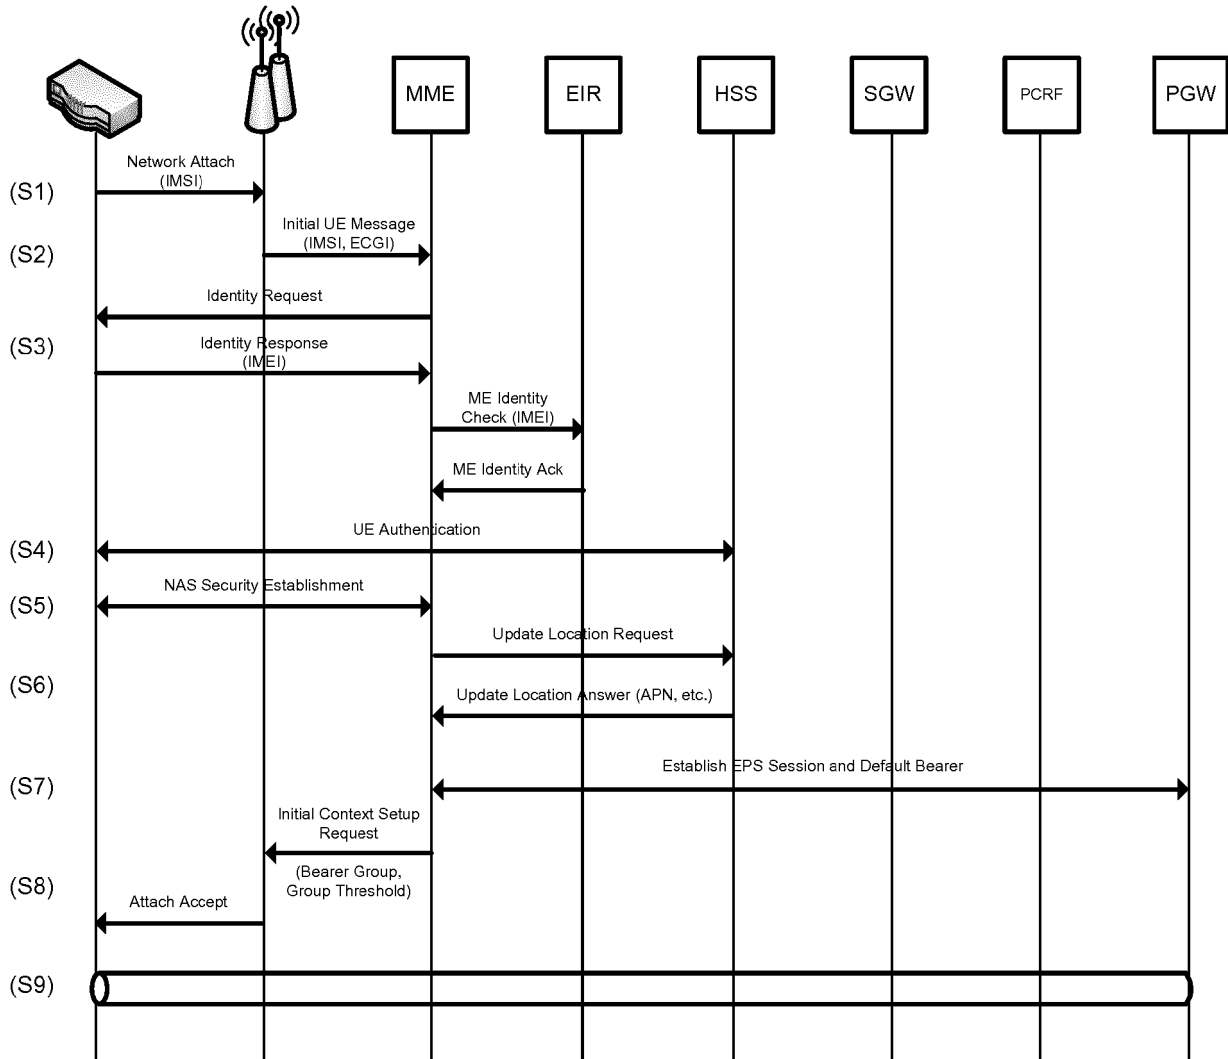 MME
EIR
HSS
SGW
PCRF
PGW
Network Attach
(IMSI)
(S1)
Initial UE Message
(IMSI, ECGI)
(S2)
Identity Request
(S3)
Identity Response
(IMEI)
ME Identity
Check (IMEI)
ME Identity Ack
UE Authentication
(S4)
NAS Security Establishment
(S5)
Update Location Request
(S6)
Update Location Answer (APN, etc.)
Establish EPS Session and Default Bearer
(S7)
Initial Context Setup
Request
(Bearer Group,
Group Threshold)
(S8)
Attach Accept
(S9)